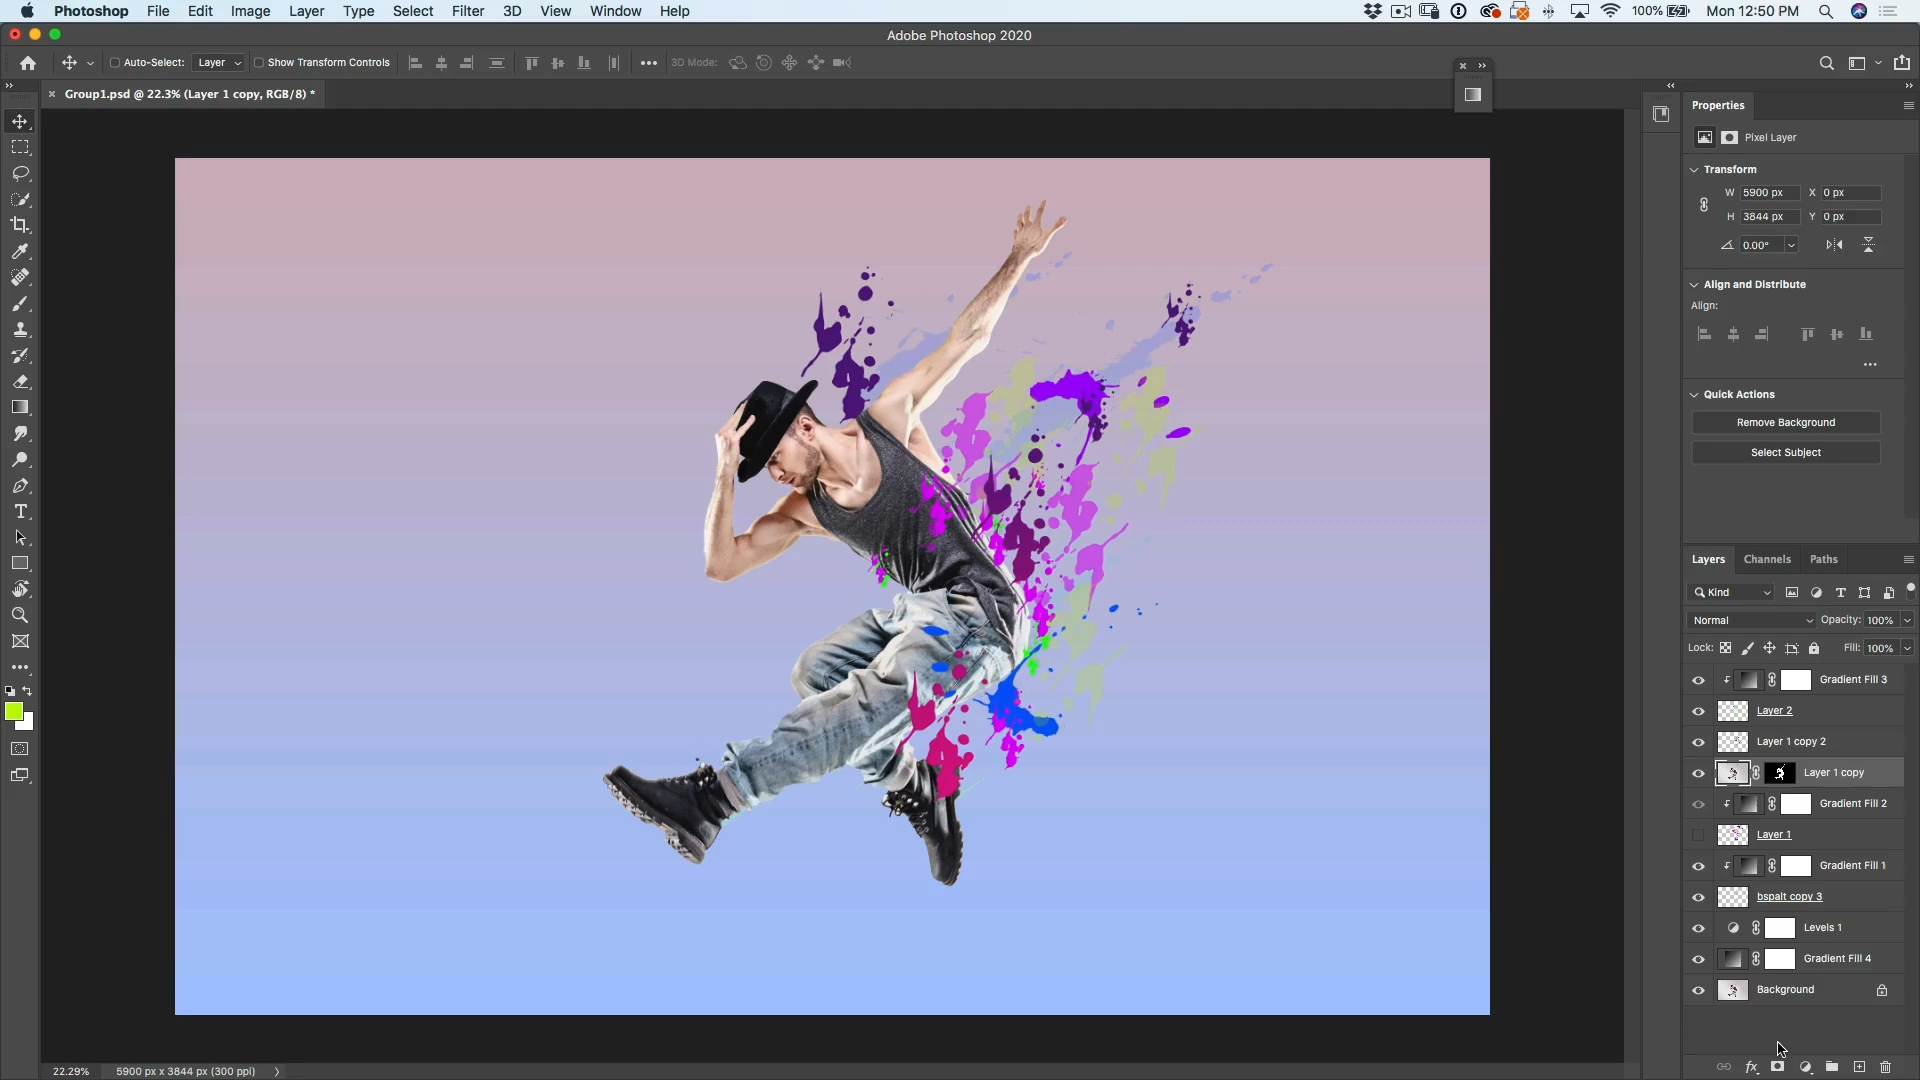 Photoshop File Edit Image Layer Type Select Filter 3D View Window Help 100% Mon 12:50 PM
Adobe Photoshop 2020
Auto-Select: Layer Show Transform Controls 3D Mode:
Group1.psd @ 22.3% (Layer 1 copy, RGB/8) *
Properties
Pixel Layer
Transform
W 5900 px X 0 px
H 3844 px Y 0 px
0.00°
Align and Distribute
Align:
Quick Actions
Remove Background
Select Subject
Layers Channels Paths
Kind
Normal Opacity: 100%
Lock: Fill: 100%
Gradient Fill 3
Layer 2
Layer 1 copy 2
Layer 1 copy
Gradient Fill 2
Layer 1
Gradient Fill 1
bspalt copy 3
Levels 1
Gradient Fill 4
Background
22.29% 5900 px x 3844 px (300 ppi)